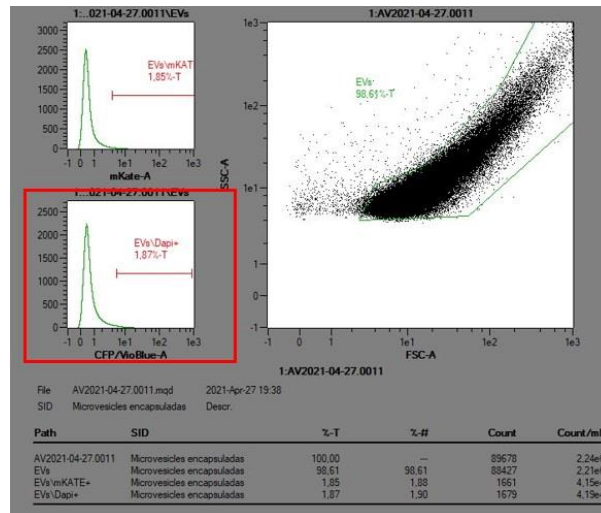 1:...021-04-27.0011\EVs
3000
2500
2000
1500
1000
500
0
EVs\mKAT
1,85%-T
-1 0 1 1e1 1e2 1e3
mKate-A
1:...021-04-27.0011\EVs
2500
2000
1500
1000
500
0
EVs\Dapi+
1,87%-T
-1 0 1 1e1 1e2 1e3
CFP/VioBlue-A
1:AV2021-04-27.0011
1e3
1e2
1e1
1
0
-1
SSC-A
EVs
98,61%-T
-1 0 1 1e1 1e2 1e3
FSC-A
1:AV2021-04-27.0011
File AV2021-04-27.0011.mqd 2021-Apr-27 19:38
SID Microvesicles encapsuladas Descr.
Path SID %-T %-# Count Count/ml
AV2021-04-27.0011 Microvesicles encapsuladas 100,00 --- 89678 2,24e
EVs Microvesicles encapsuladas 98,61 98,61 88427 2,21e
EVs\mKATE+ Microvesicles encapsuladas 1,85 1,88 1661 4,15e
EVs\Dapi+ Microvesicles encapsuladas 1,87 1,90 1679 4,19e